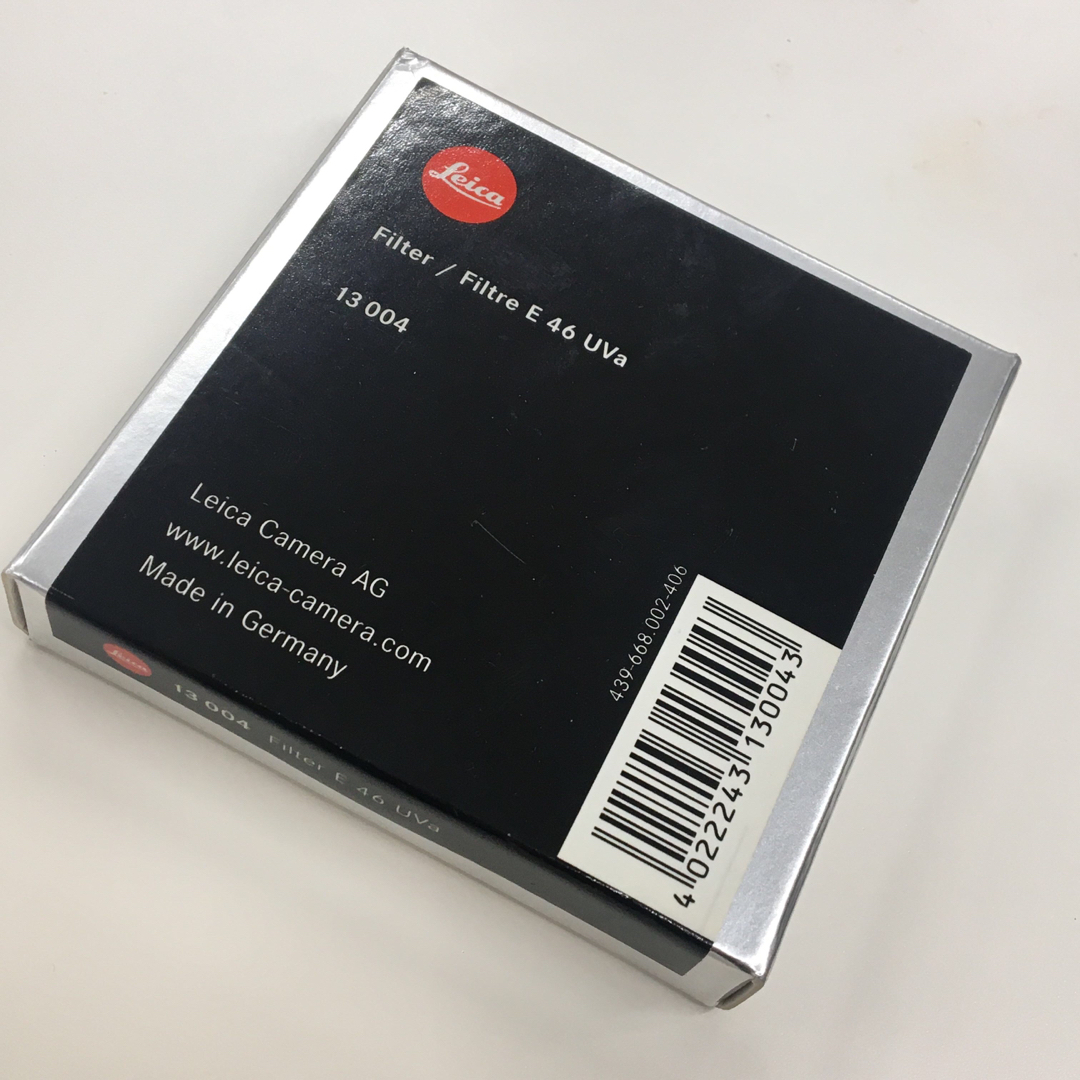 Leica
Filter / Filtre E 46 UVa
13 004
Leica Camera AG
www.leica-camera.com
Made in Germany
439-668.002-406
4 022243 130043
Leica
13 004 Filter E 46 UVa